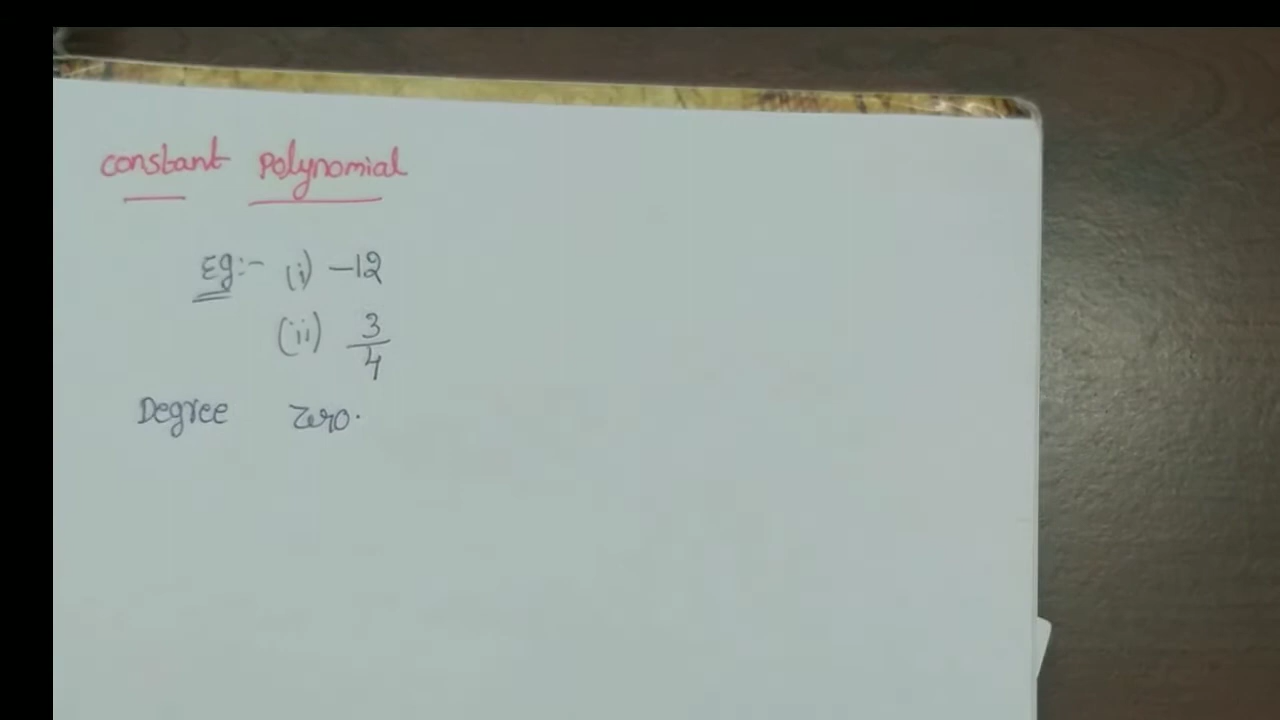 constant polynomial
Eg:- (i) -12
(ii) 3/4
Degree zero.